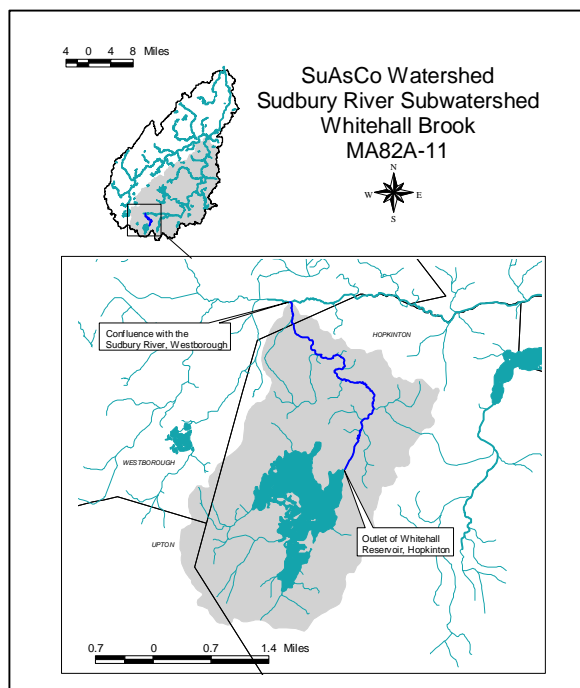 4 0 4 8 Miles
SuAsCo Watershed
Sudbury River Subwatershed
Whitehall Brook
MA82A-11
N
W E
S
Confluence with the
Sudbury River, Westborough
HOPKINTON
WESTBOROUGH
Outlet of Whitehall
Reservoir, Hopkinton
UPTON
0.7 0 0.7 1.4 Miles